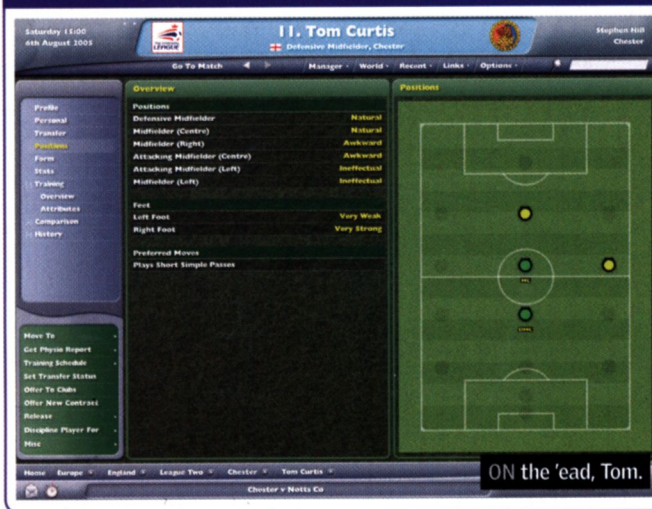 Saturday 15:00
6th August 2005
11. Tom Curtis
Defensive Midfielder, Chester
Stephen Hill
Chester
Go To Match
Manager
World
Recent
Links
Options
Profile
Personal
Transfer
Positions
Form
Stats
Training
Overview
Attributes
Comparison
History
Move To
Get Physio Report
Training Schedule
Set Transfer Status
Offer To Clubs
Offer New Contract
Release
Discipline Player For
Misc
Overview
Positions
Defensive Midfielder Natural
Midfielder (Centre) Natural
Midfielder (Right) Awkward
Attacking Midfielder (Centre) Awkward
Attacking Midfielder (Left) Ineffectual
Midfielder (Left) Ineffectual
Feet
Left Foot Very Weak
Right Foot Very Strong
Preferred Moves
Plays Short Simple Passes
Positions
ON the 'ead, Tom.
Home
Europe
England
League Two
Chester
Tom Curtis
Chester v Notts Co